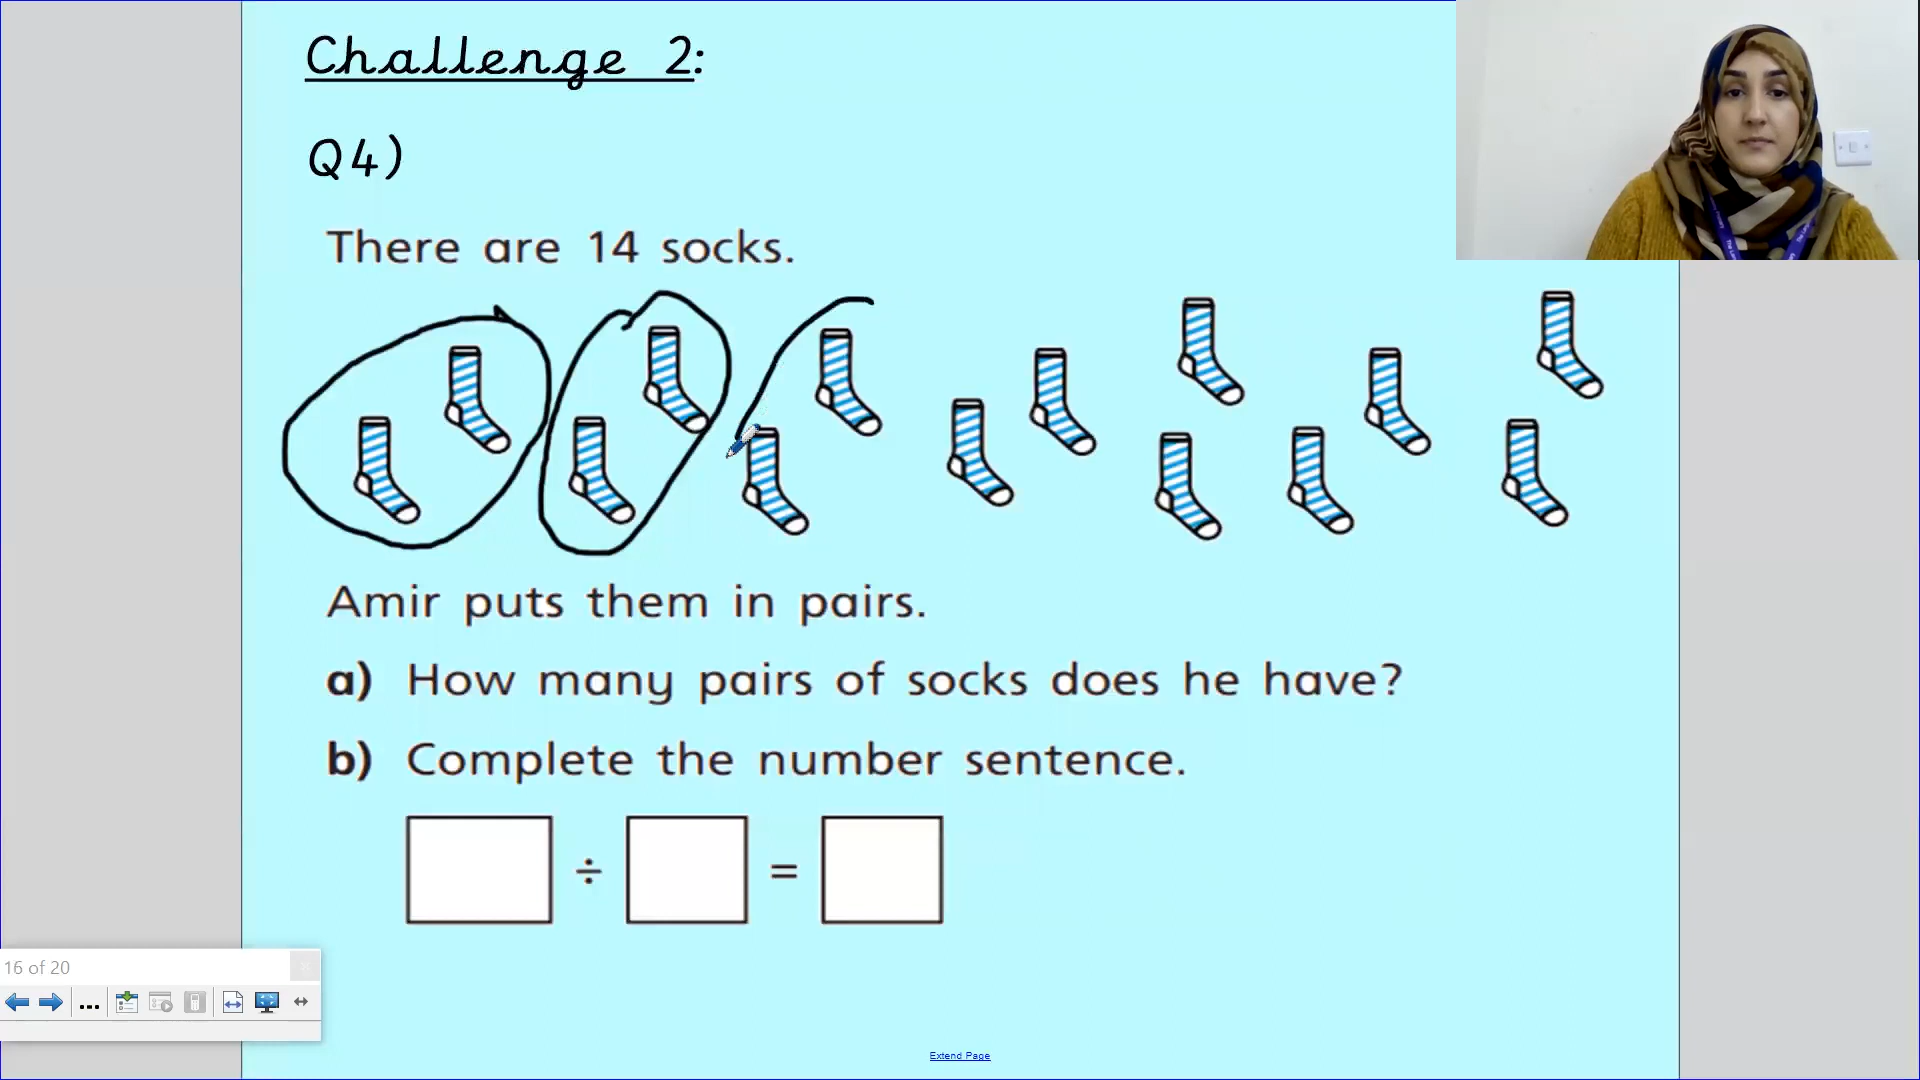 Challenge 2:
Q4)
There are 14 socks.
Amir puts them in pairs.
a) How many pairs of socks does he have?
b) Complete the number sentence.
÷ =
16 of 20
...
Extend Page